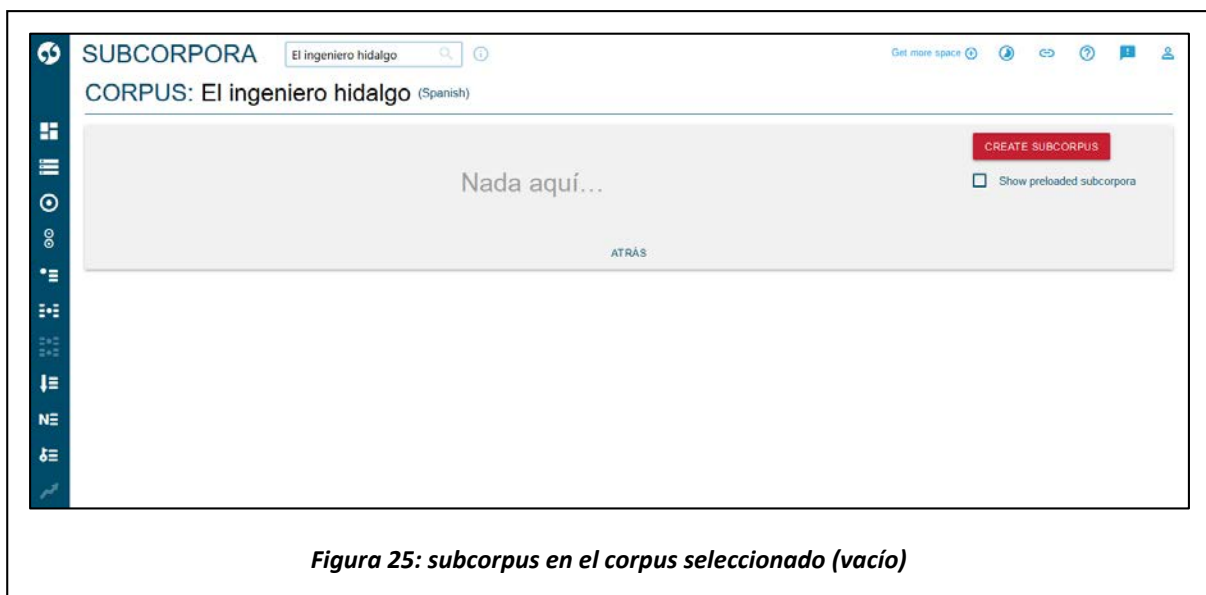 SUBCORPORA El ingeniero hidalgo Get more space
CORPUS: El ingeniero hidalgo (Spanish)
CREATE SUBCORPUS
Nada aquí...
Show preloaded subcorpora
ATRÁS
Figura 25: subcorpus en el corpus seleccionado (vacío)